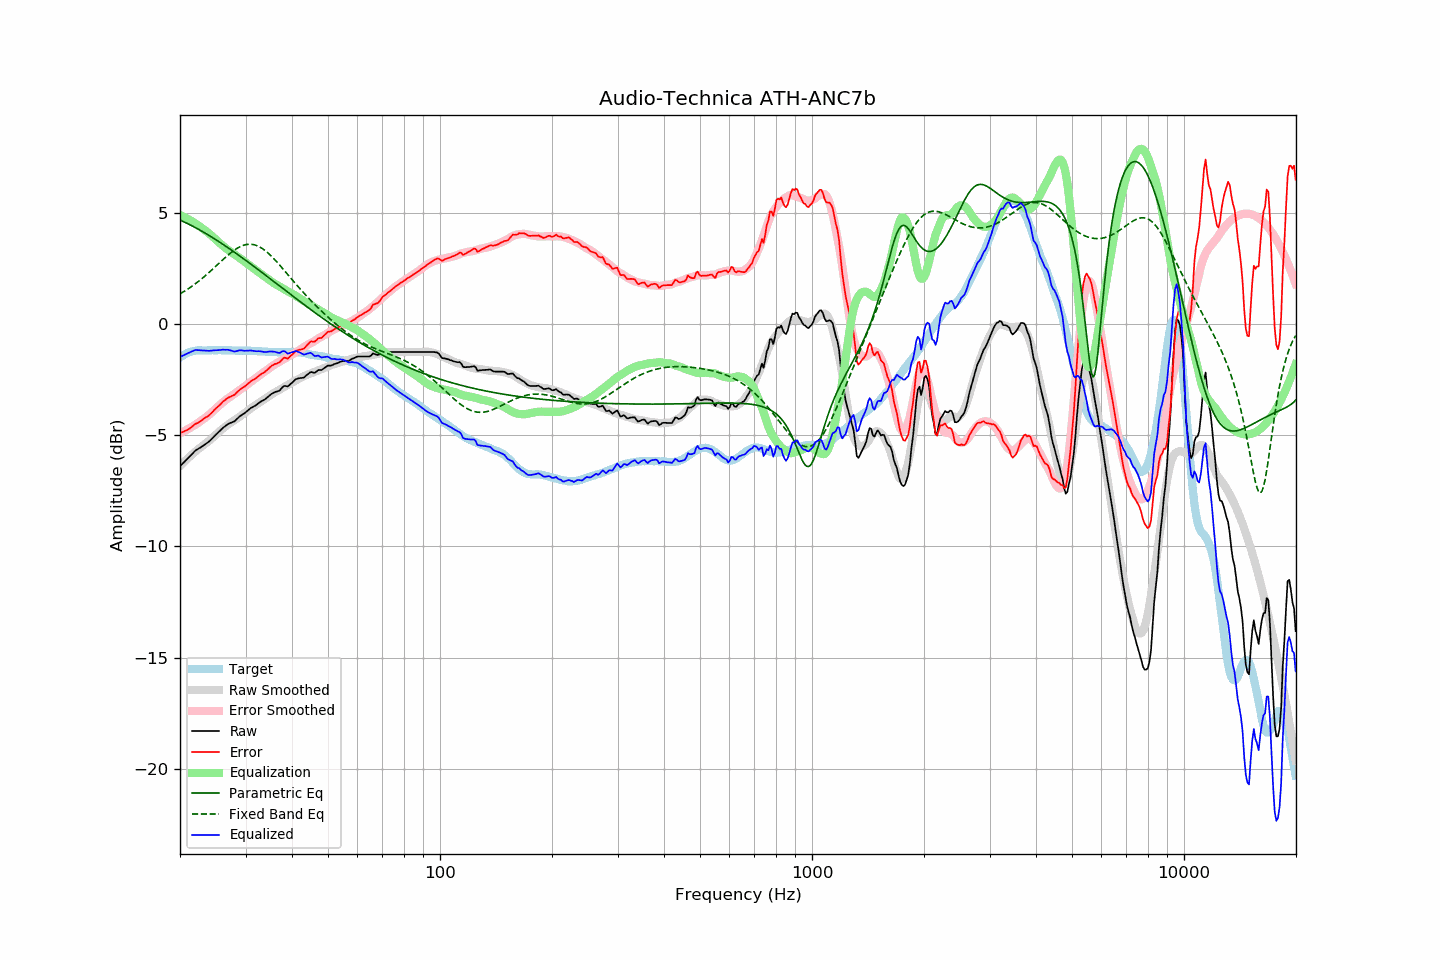 Audio-Technica ATH-ANC7b
Amplitude (dBr)
5
0
−5
−10
−15
−20
Target
Raw Smoothed
Error Smoothed
Raw
Error
Equalization
Parametric Eq
Fixed Band Eq
Equalized
100 1000 10000
Frequency (Hz)